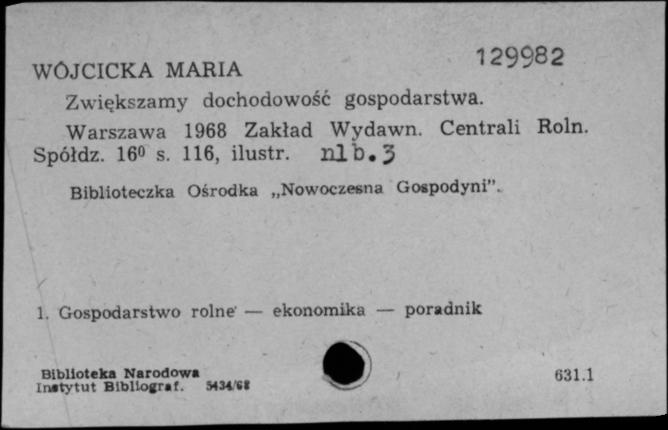 129982
WÓJCICKA MARIA
Zwiększamy dochodowość gospodarstwa.
Warszawa 1968 Zakład Wydawn. Centrali Roln.
Spółdz. 16⁰ s. 116, ilustr. nlb.3
Biblioteczka Ośrodka „Nowoczesna Gospodyni”.
1. Gospodarstwo rolne — ekonomika — poradnik
Biblioteka Narodowa
Instytut Bibliograf. 5434/68
631.1